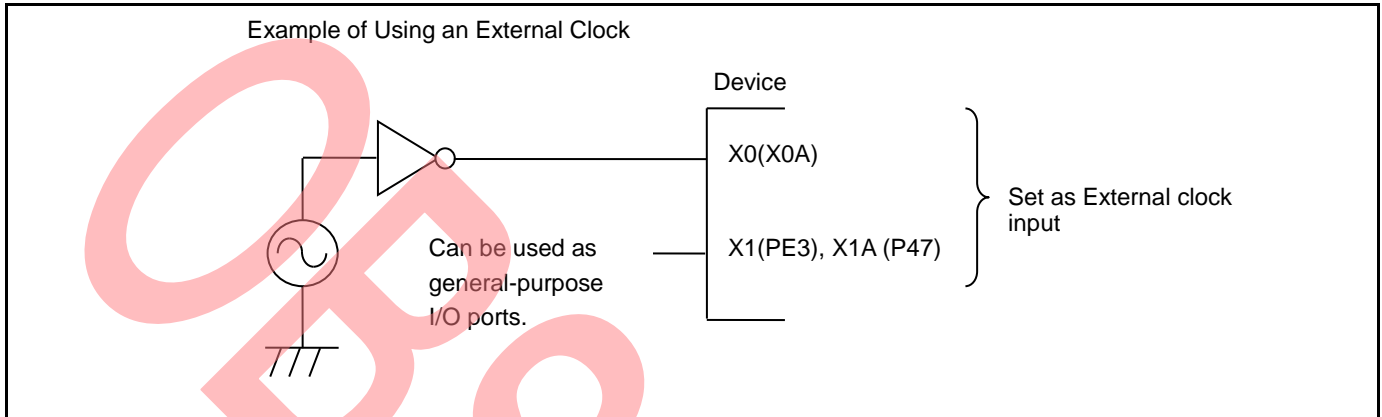 Example of Using an External Clock
Device
X0(X0A)
Can be used as
general-purpose
I/O ports.
X1(PE3), X1A (P47)
Set as External clock
input